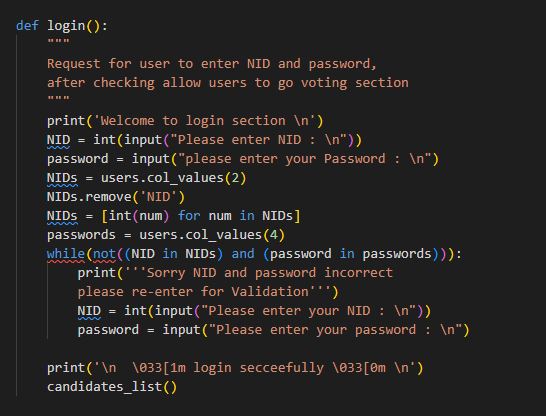 def login():
    """
    Request for user to enter NID and password,
    after checking allow users to go voting section
    """
    print('Welcome to login section \n')
    NID = int(input("Please enter NID : \n"))
    password = input("please enter your Password : \n")
    NIDs = users.col_values(2)
    NIDs.remove('NID')
    NIDs = [int(num) for num in NIDs]
    passwords = users.col_values(4)
    while(not((NID in NIDs) and (password in passwords))):
        print('''Sorry NID and password incorrect
        please re-enter for Validation''')
        NID = int(input("Please enter your NID : \n"))
        password = input("Please enter your password : \n")

    print('\n  \033[1m login secceefully \033[0m \n')
    candidates_list()